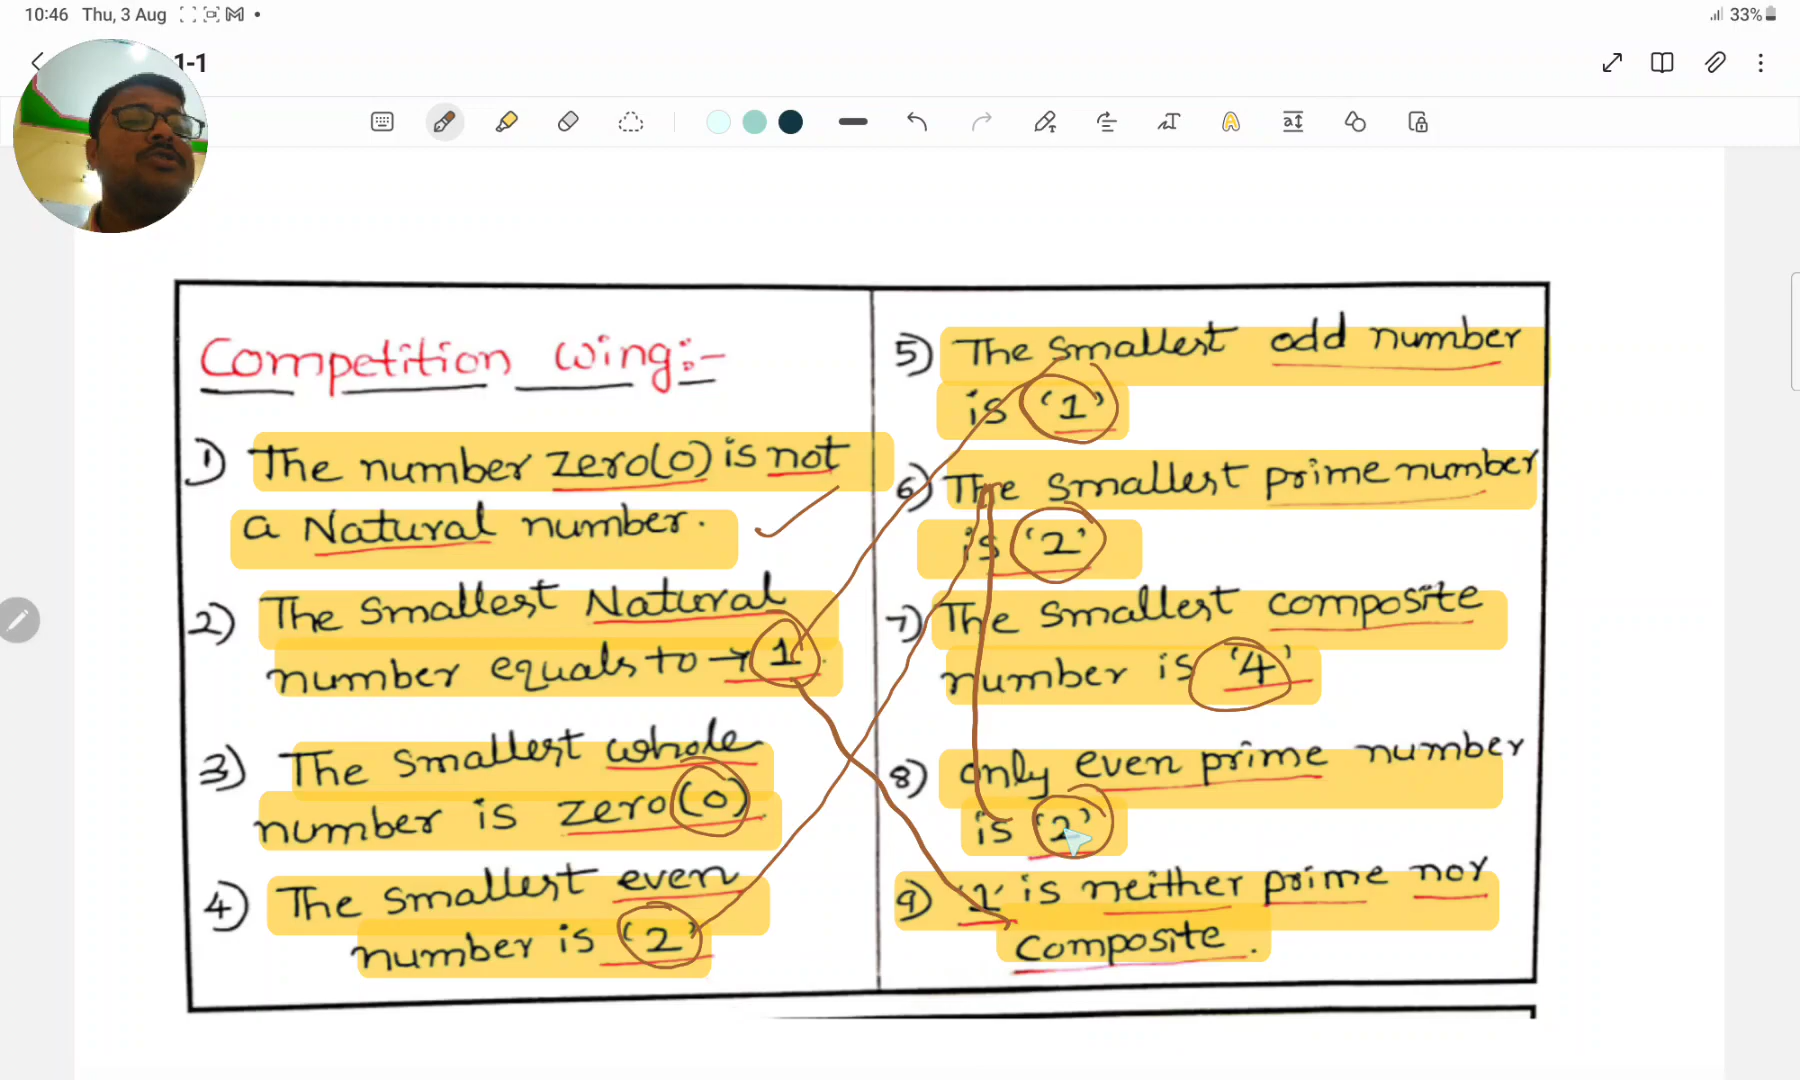 10:46 Thu, 3 Aug
33%
1-1
Competition wing:-
1) The number zero(0) is not
a Natural number.
2) The smallest Natural
number equals to → 1.
3) The smallest whole
number is zero(0).
4) The smallest even
number is '2'
5) The smallest odd number
is '1'
6) The smallest prime number
is '2'
7) The smallest composite
number is '4'
8) only even prime number
is '2'
9) '1' is neither prime nor
composite.